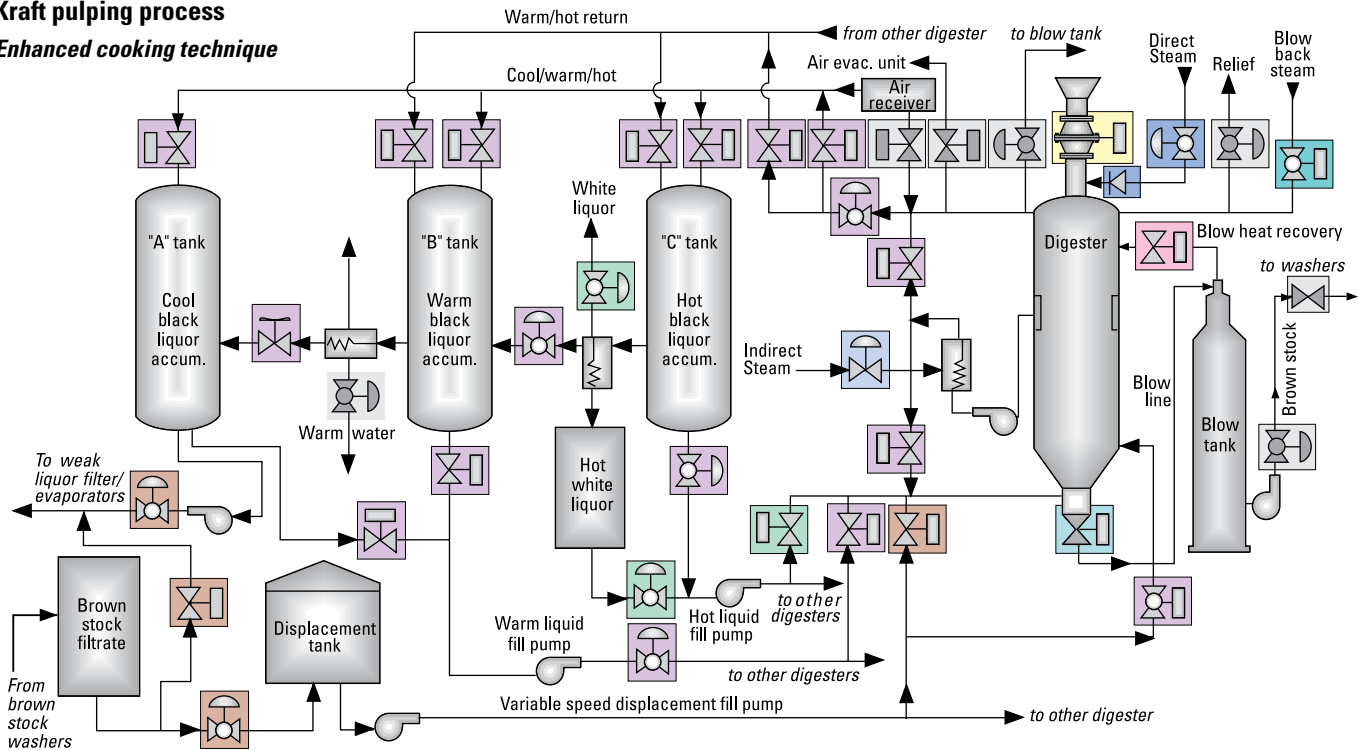 Kraft pulping process
Enhanced cooking technique
Warm/hot return
from other digester
to blow tank
Direct
Steam
Blow
back
steam
Air evac. unit
Relief
Cool/warm/hot
Air
receiver
White
liquor
"A" tank
"B" tank
"C" tank
Digester
Blow heat recovery
to washers
Cool
black
liquor
accum.
Warm
black
liquor
accum.
Hot
black
liquor
accum.
Indirect
Steam
Brown stock
Blow
line
Blow
tank
Warm water
To weak
liquor filter/
evaporators
Hot
white
liquor
Brown
stock
filtrate
Displacement
tank
Warm liquid
fill pump
Hot liquid
fill pump
to other
digesters
to other digesters
From
brown
stock
washers
Variable speed displacement fill pump
to other digester